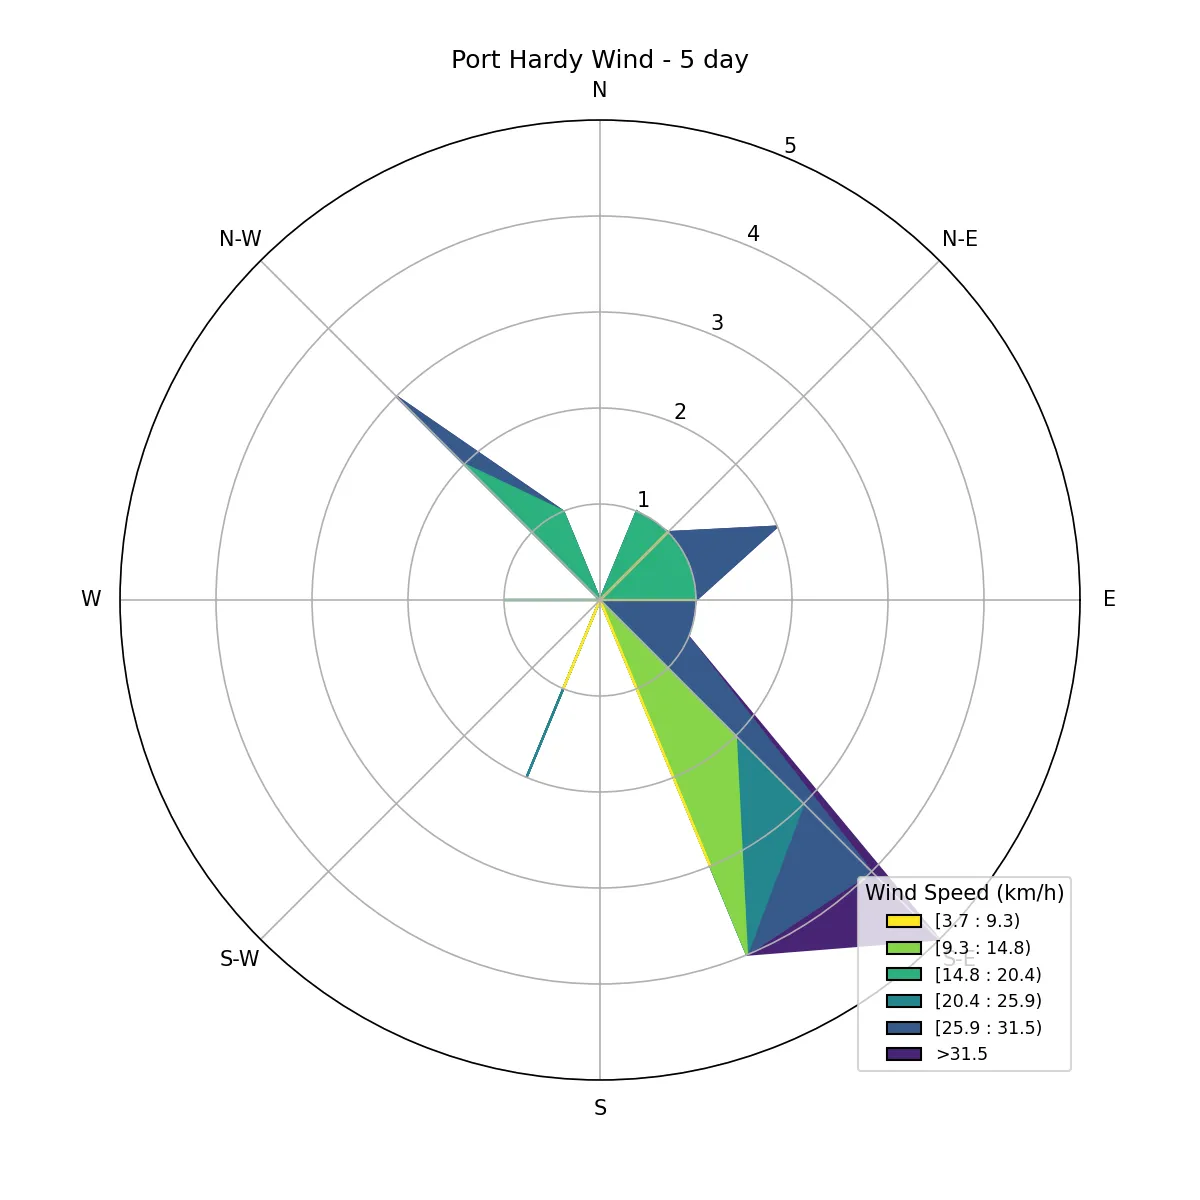 Port Hardy Wind - 5 day
N
5
N-W
N-E
4
3
2
1
W
E
Wind Speed (km/h)
[3.7 : 9.3)
[9.3 : 14.8)
[14.8 : 20.4)
[20.4 : 25.9)
[25.9 : 31.5)
>31.5
S-W
S-E
S